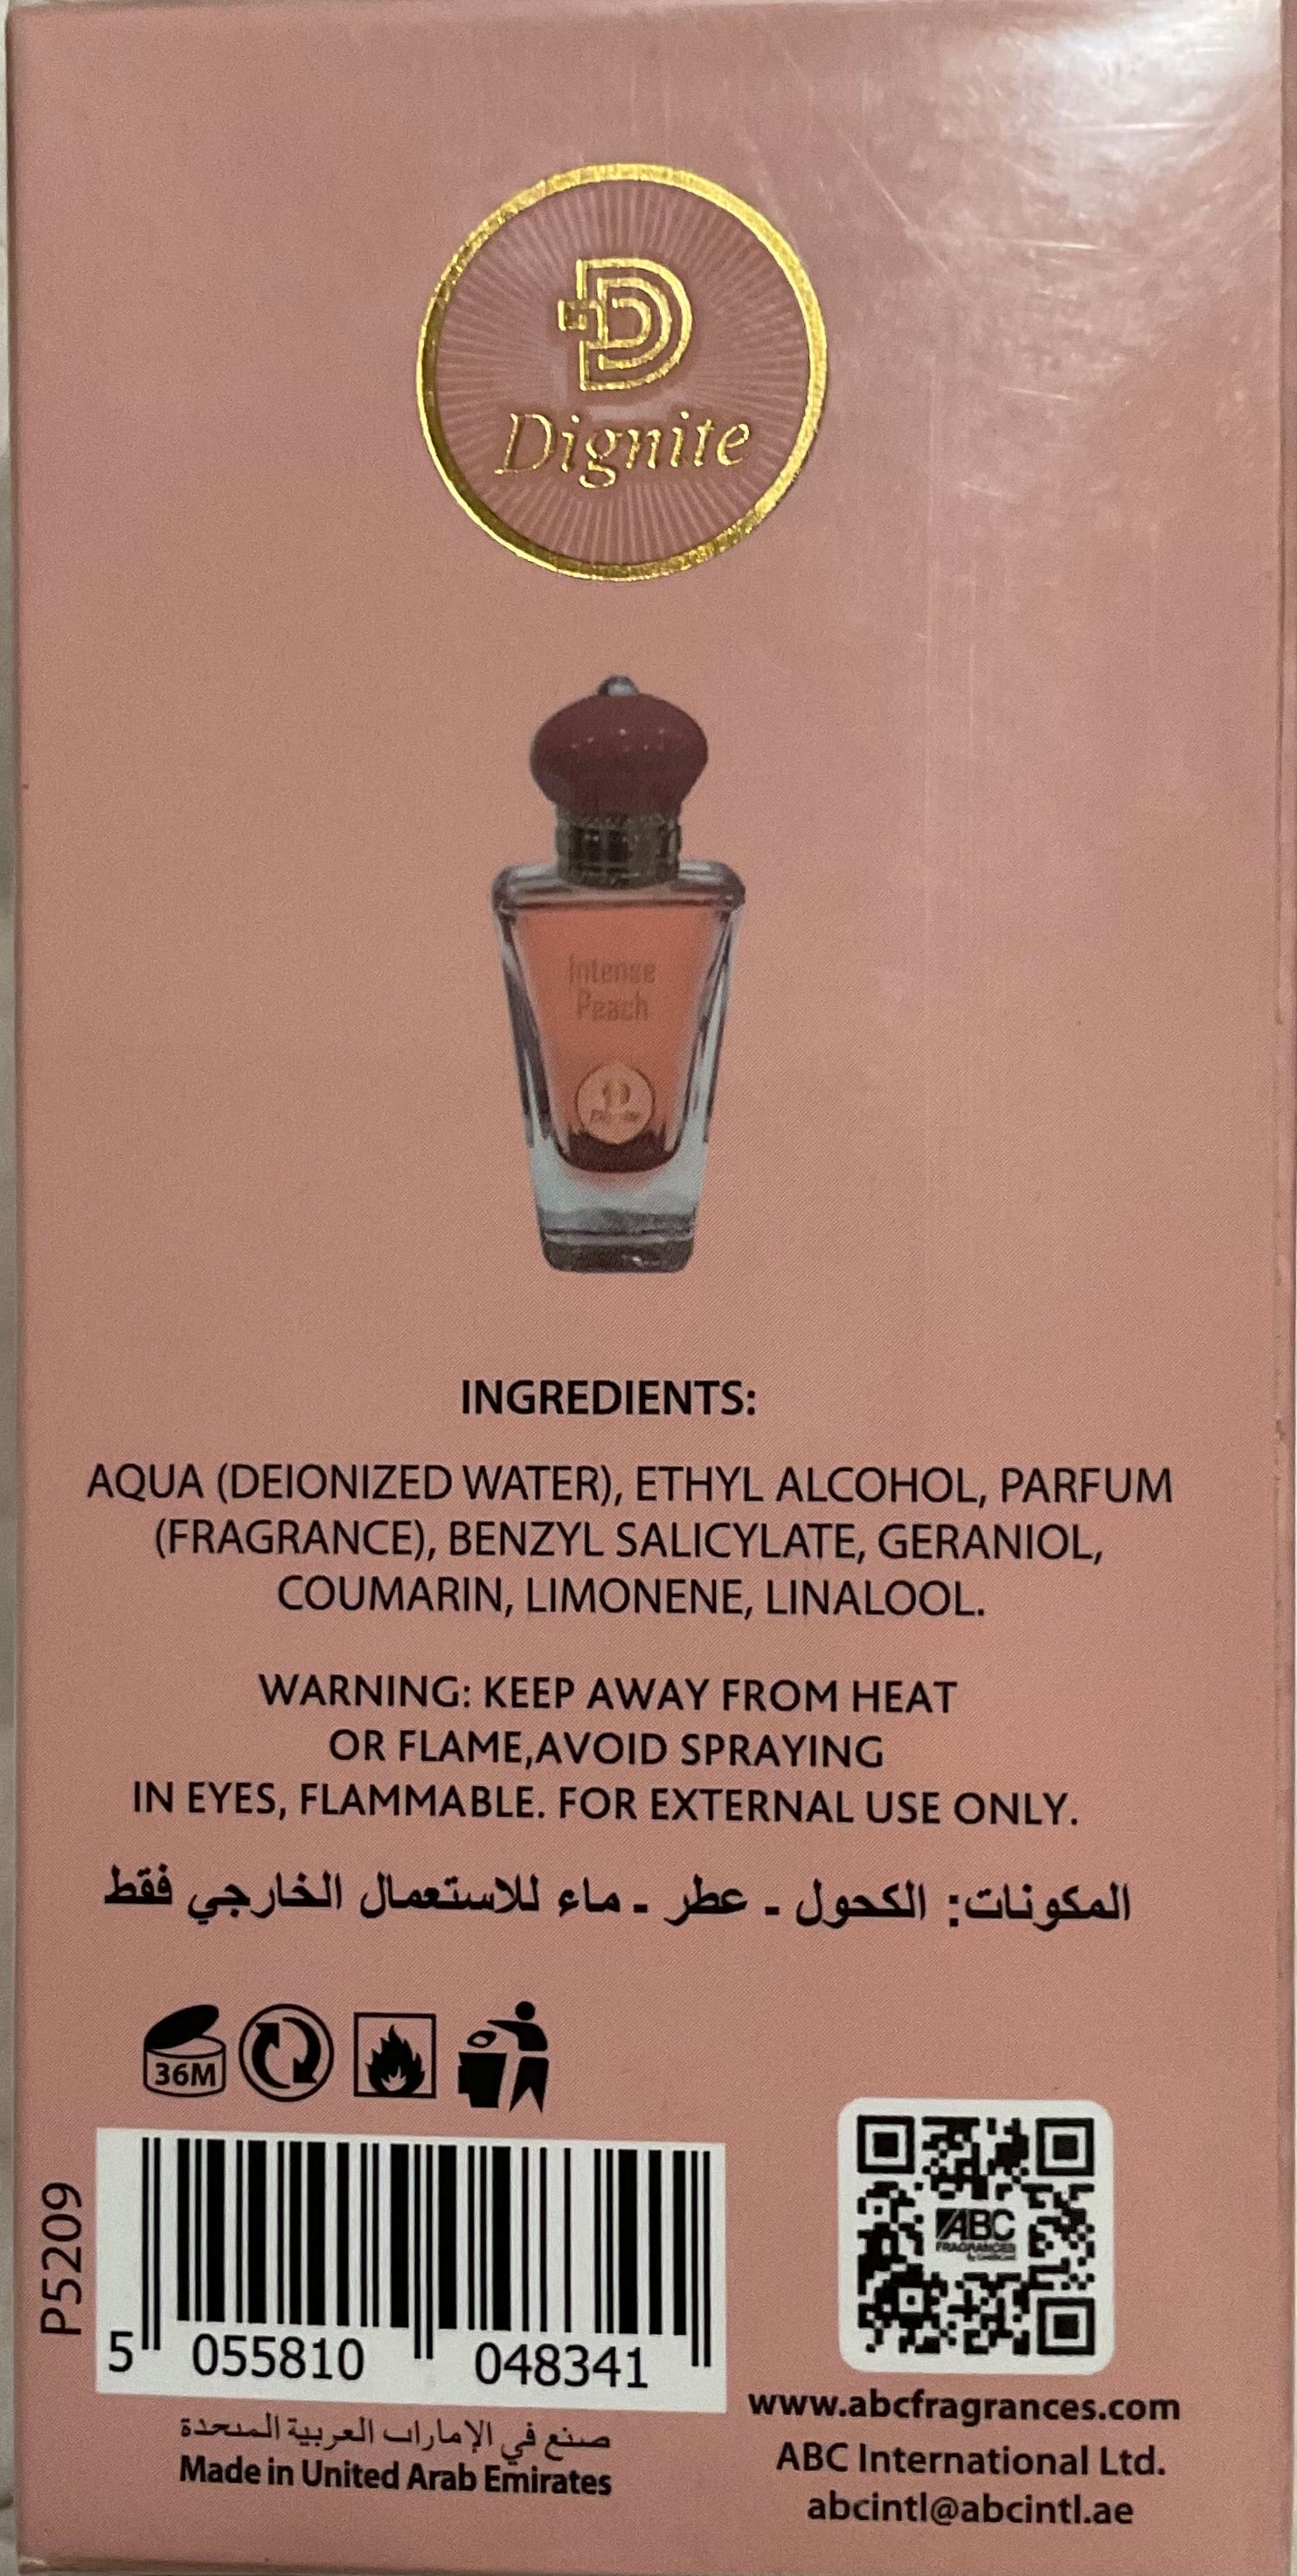 D
Dignite
Intense
Peach
INGREDIENTS:
AQUA (DEIONIZED WATER), ETHYL ALCOHOL, PARFUM
(FRAGRANCE), BENZYL SALICYLATE, GERANIOL,
COUMARIN, LIMONENE, LINALOOL.
WARNING: KEEP AWAY FROM HEAT
OR FLAME,AVOID SPRAYING
IN EYES, FLAMMABLE. FOR EXTERNAL USE ONLY.
المكونات: الكحول - عطر - ماء للاستعمال الخارجي فقط
36M
P5209
5 055810 048341
صنع في الإمارات العربية المتحدة
Made in United Arab Emirates
ABC
FRAGRANCES
www.abcfragrances.com
ABC International Ltd.
abcintl@abcintl.ae